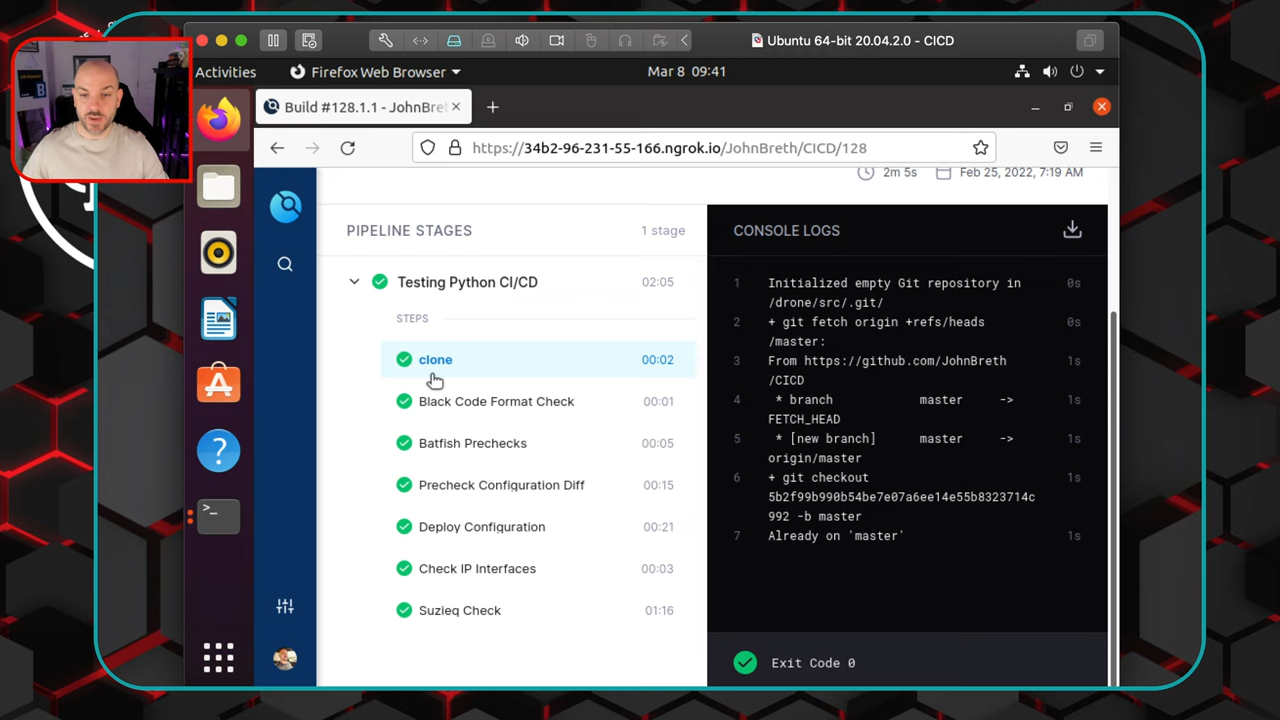 Ubuntu 64-bit 20.04.2.0 - CICD
Activities
Firefox Web Browser
Mar 8 09:41
Build #128.1.1 - JohnBret
https://34b2-96-231-55-166.ngrok.io/JohnBreth/CICD/128
2m 5s
Feb 25, 2022, 7:19 AM
PIPELINE STAGES
1 stage
Testing Python CI/CD
02:05
STEPS
clone
00:02
Black Code Format Check
00:01
Batfish Prechecks
00:05
Precheck Configuration Diff
00:15
Deploy Configuration
00:21
Check IP Interfaces
00:03
Suzieq Check
01:16
CONSOLE LOGS
1 Initialized empty Git repository in 0s
/drone/src/.git/
2 + git fetch origin +refs/heads 0s
/master:
3 From https://github.com/JohnBreth 1s
/CICD
4 * branch master -> 1s
FETCH_HEAD
5 * [new branch] master -> 1s
origin/master
6 + git checkout 1s
5b2f99b990b54be7e07a6ee14e55b8323714c
992 -b master
7 Already on 'master' 1s
Exit Code 0